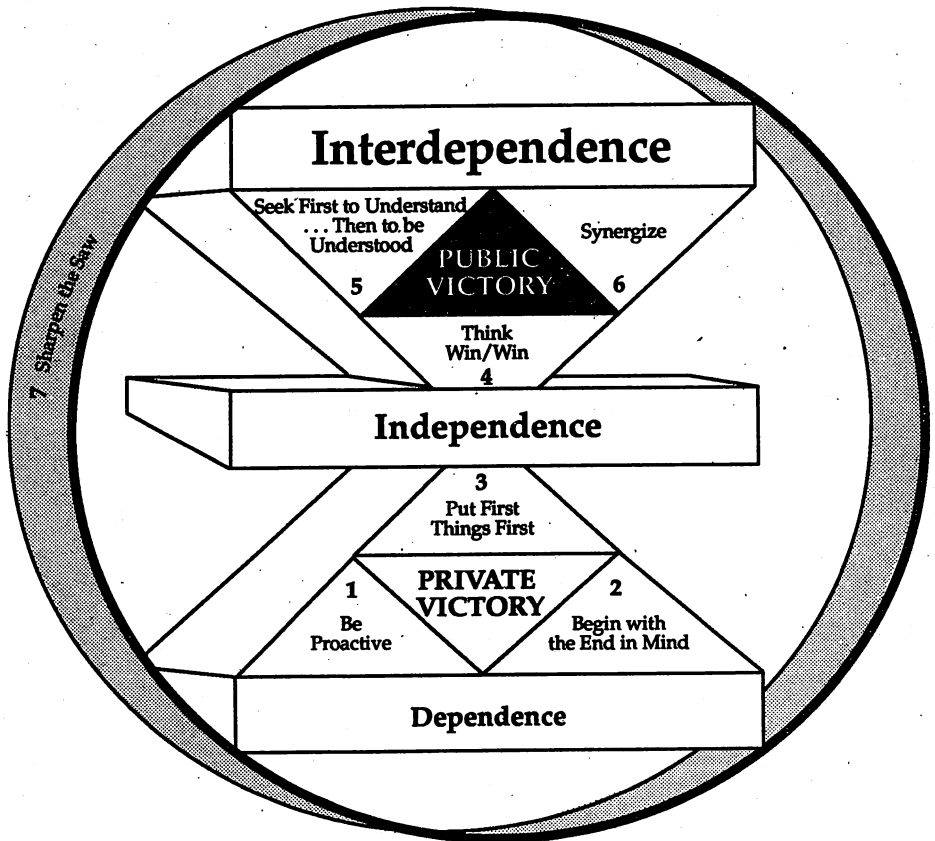 Interdependence
Seek First to Understand
... Then to be
Understood
5
PUBLIC
VICTORY
Synergize
6
Think
Win/Win
4
7 Sharpen the Saw
Independence
3
Put First
Things First
1
Be
Proactive
PRIVATE
VICTORY
2
Begin with
the End in Mind
Dependence